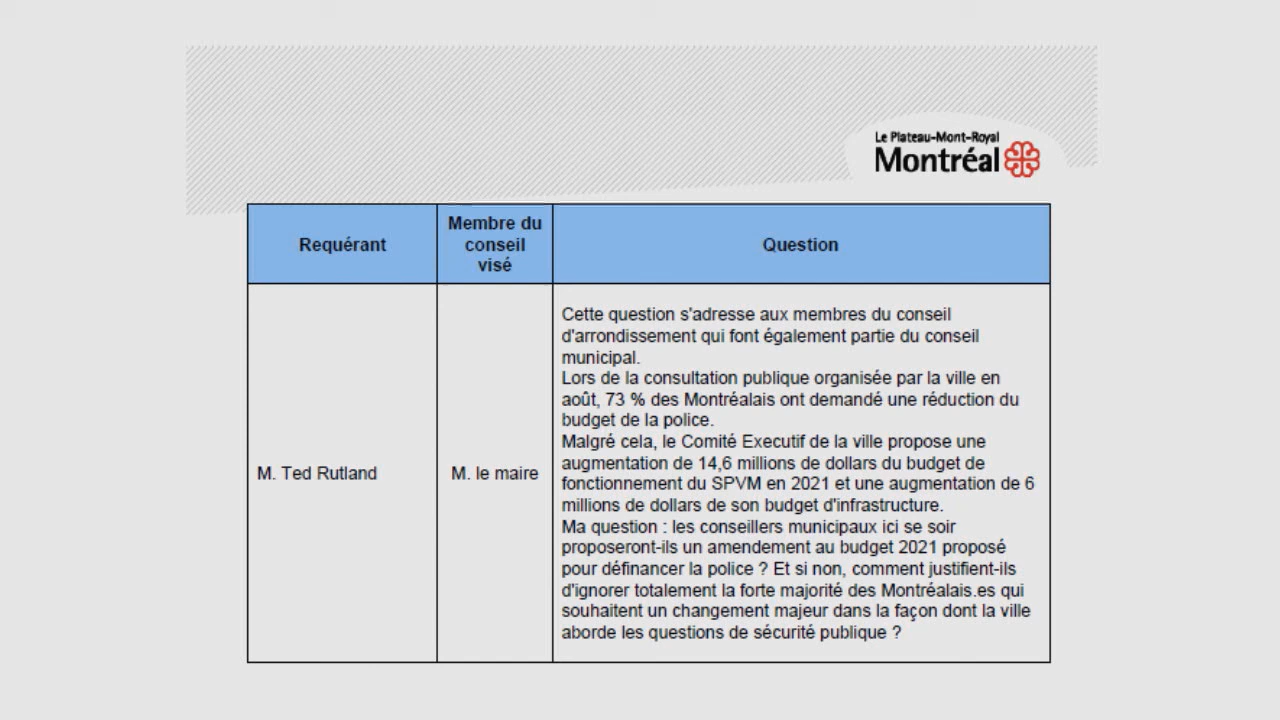 Le Plateau-Mont-Royal
Montréal
Requérant
Membre du
conseil
visé
Question
M. Ted Rutland
M. le maire
Cette question s'adresse aux membres du conseil
d'arrondissement qui font également partie du conseil
municipal.
Lors de la consultation publique organisée par la ville en
août, 73 % des Montréalais ont demandé une réduction du
budget de la police.
Malgré cela, le Comité Executif de la ville propose une
augmentation de 14,6 millions de dollars du budget de
fonctionnement du SPVM en 2021 et une augmentation de 6
millions de dollars de son budget d'infrastructure.
Ma question : les conseillers municipaux ici se soir
proposeront-ils un amendement au budget 2021 proposé
pour définancer la police ? Et si non, comment justifient-ils
d'ignorer totalement la forte majorité des Montréalais.es qui
souhaitent un changement majeur dans la façon dont la ville
aborde les questions de sécurité publique ?